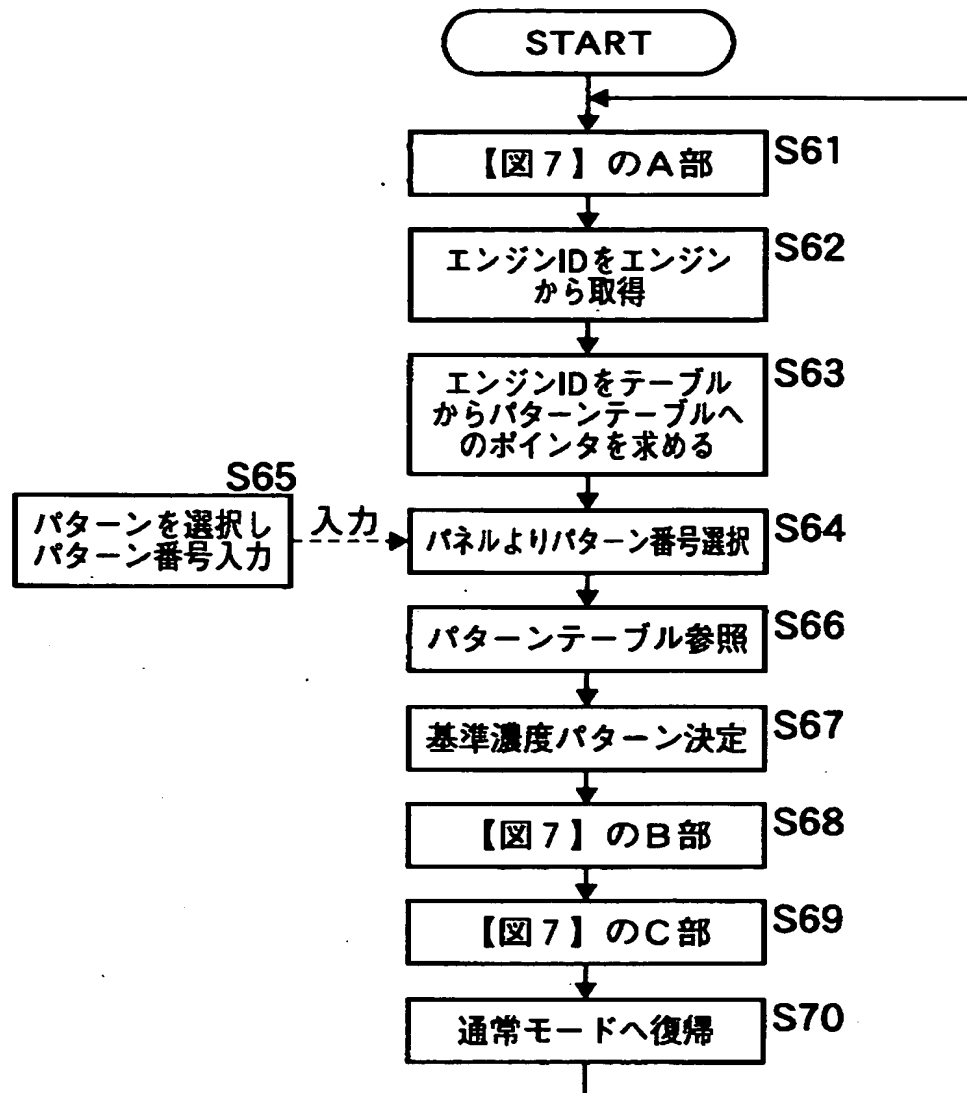 START
【図7】のA部
S61
エンジンIDをエンジン
から取得
S62
エンジンIDをテーブル
からパターンテーブルへ
のポインタを求める
S63
S65
パターンを選択し
パターン番号入力
入力
パネルよりパターン番号選択
S64
パターンテーブル参照
S66
基準濃度パターン決定
S67
【図7】のB部
S68
【図7】のC部
S69
通常モードへ復帰
S70